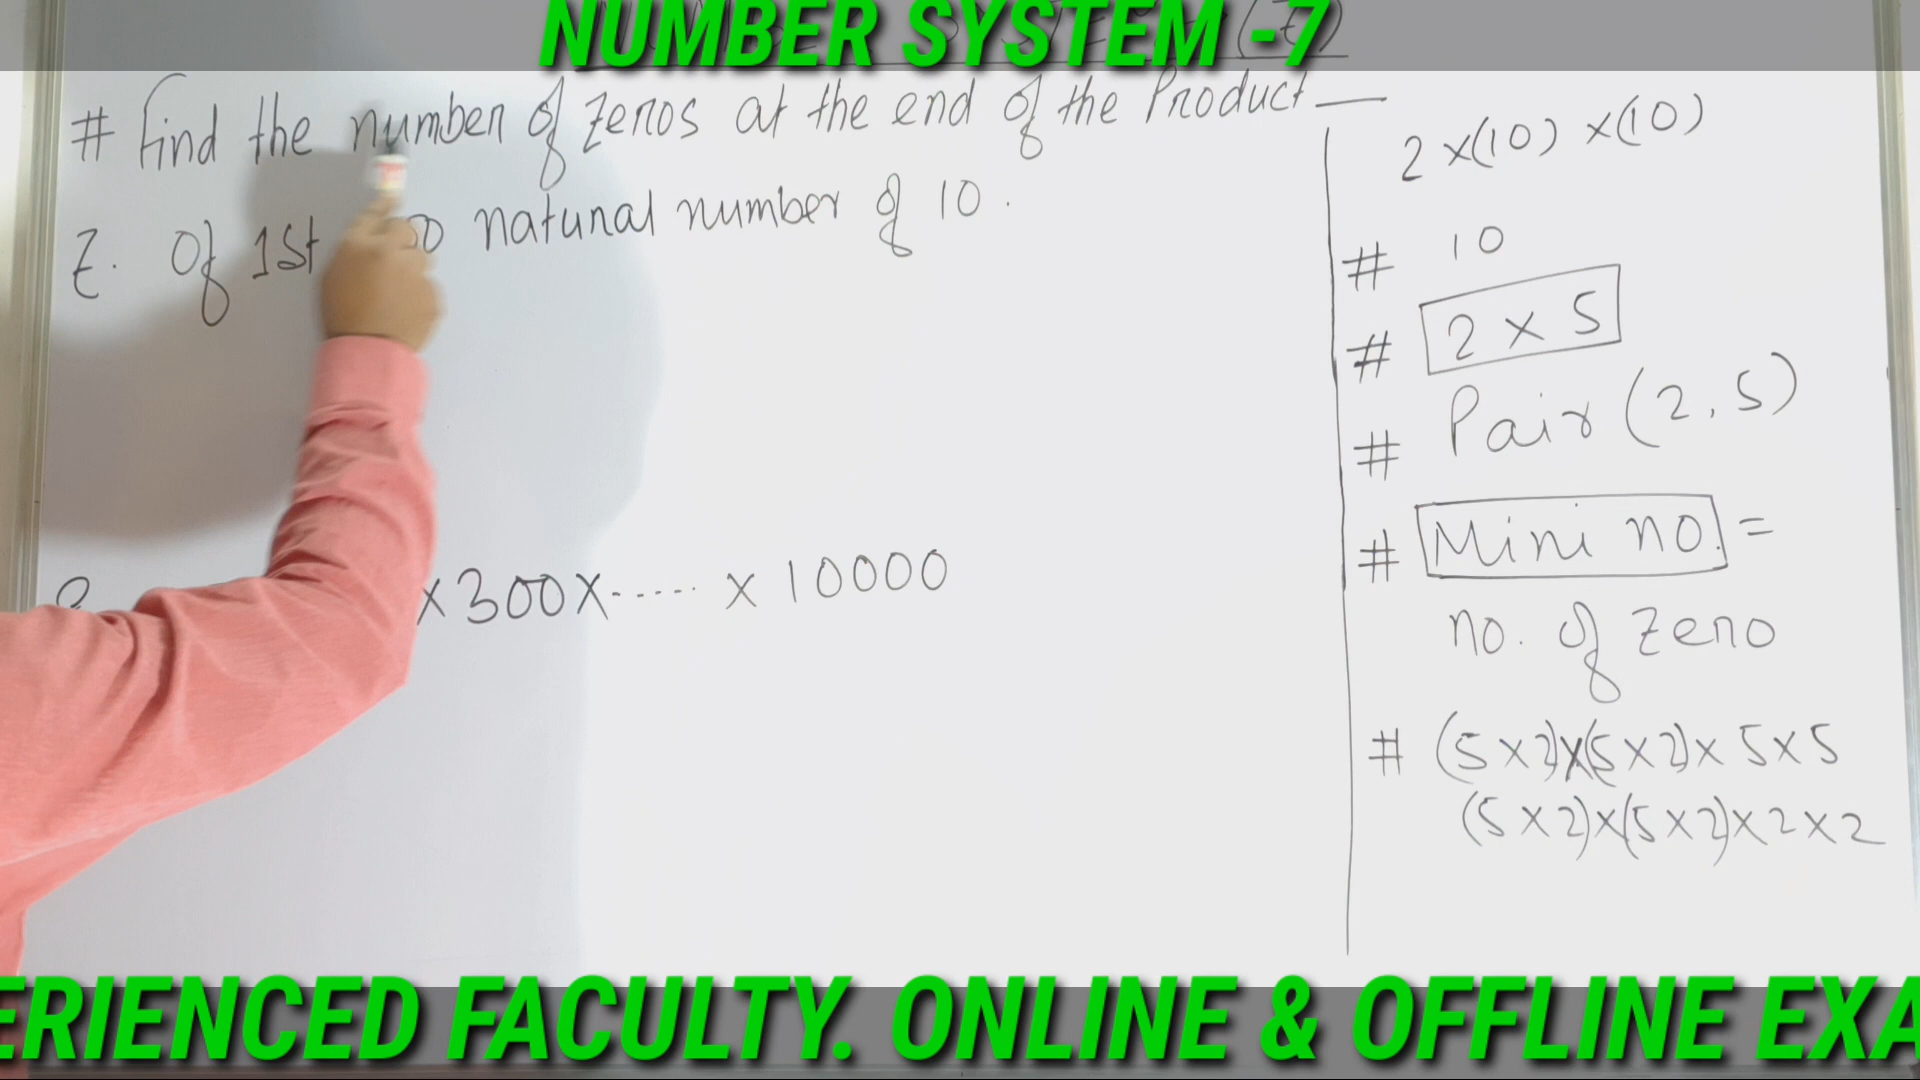 NUMBER SYSTEM -7
# Find the number of Zeros at the end of the Product —
7. Of 1st natural number of 10.
8. ×300×..... ×10000
2×(10)×(10)
# 10
# 2×5
# Pair (2,5)
# Mini no. =
no. of Zero
# (5×2)×(5×2)×5×5
(5×2)×(5×2)×2×2
ERIENCED FACULTY. ONLINE & OFFLINE EXA